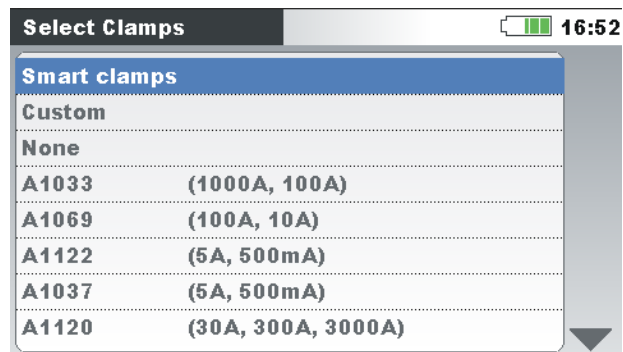 Select Clamps 16:52
Smart clamps
Custom
None
A1033 (1000A, 100A)
A1069 (100A, 10A)
A1122 (5A, 500mA)
A1037 (5A, 500mA)
A1120 (30A, 300A, 3000A)